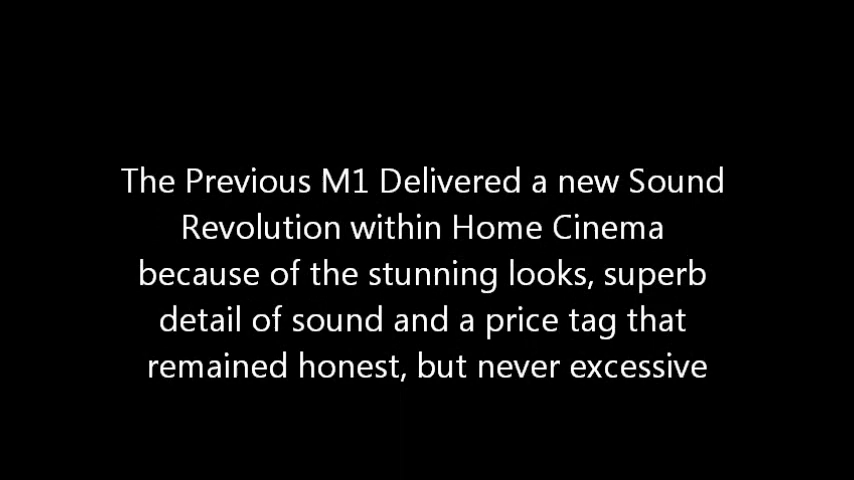 The Previous M1 Delivered a new Sound
Revolution within Home Cinema
because of the stunning looks, superb
detail of sound and a price tag that
remained honest, but never excessive